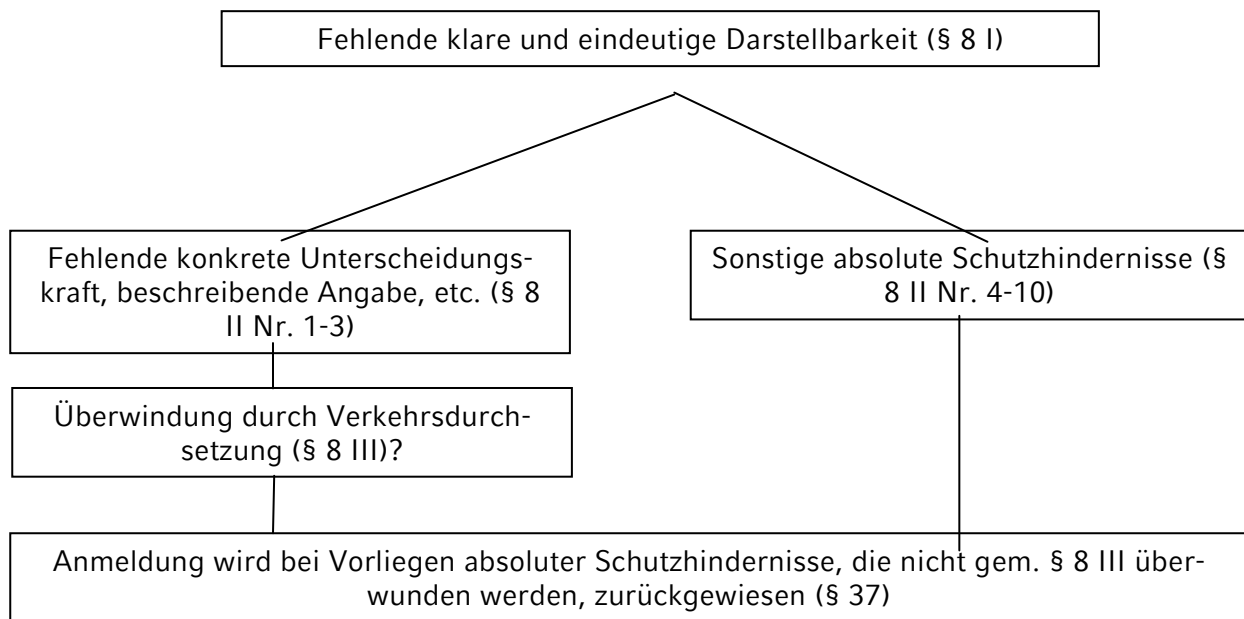 Fehlende klare und eindeutige Darstellbarkeit (§ 8 I)
Fehlende konkrete Unterscheidungs-
kraft, beschreibende Angabe, etc. (§ 8
II Nr. 1-3)
Sonstige absolute Schutzhindernisse (§
8 II Nr. 4-10)
Überwindung durch Verkehrsdurch-
setzung (§ 8 III)?
Anmeldung wird bei Vorliegen absoluter Schutzhindernisse, die nicht gem. § 8 III über-
wunden werden, zurückgewiesen (§ 37)